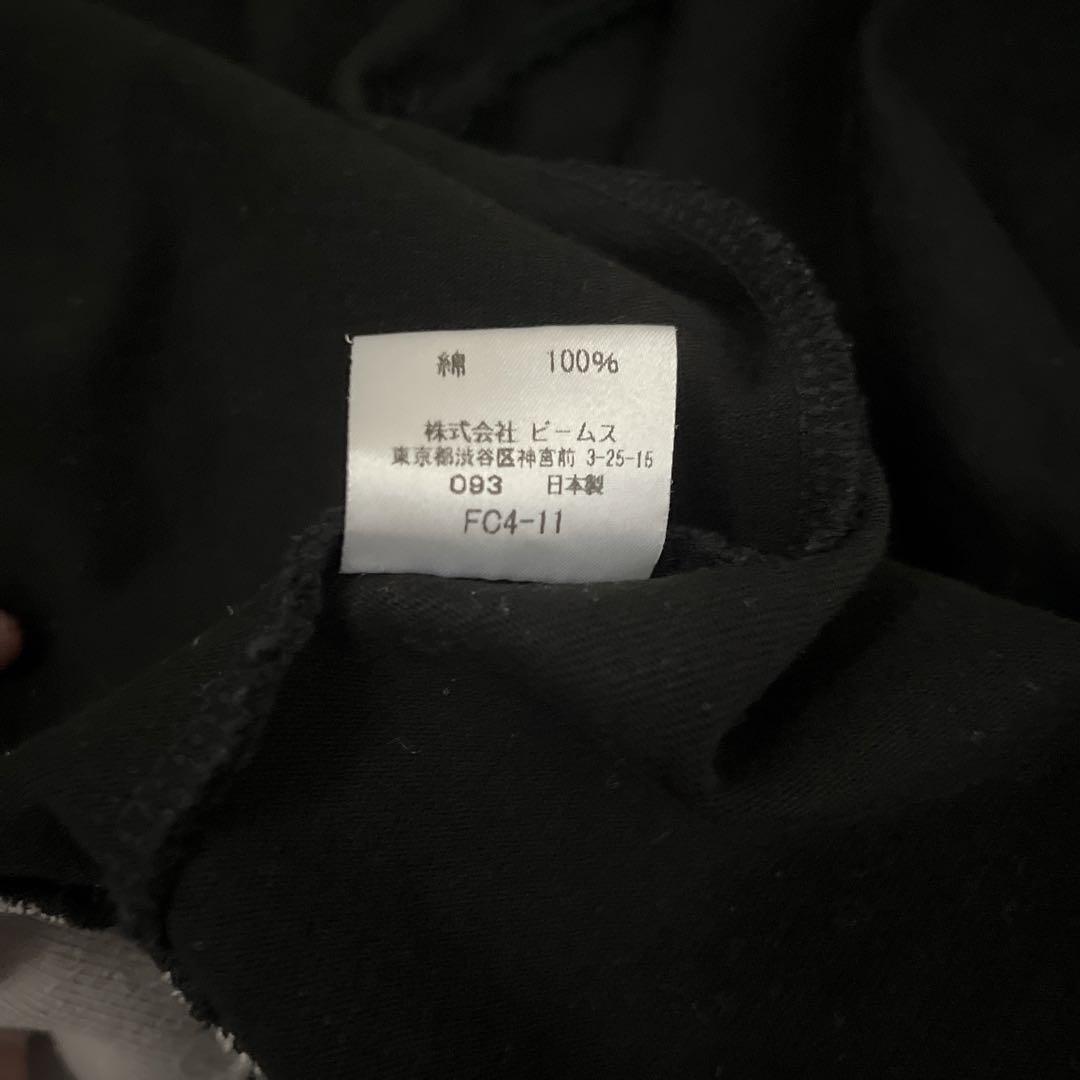 綿 100%
株式会社 ビームス
東京都渋谷区神宮前 3-25-15
093 日本製
FC4-11